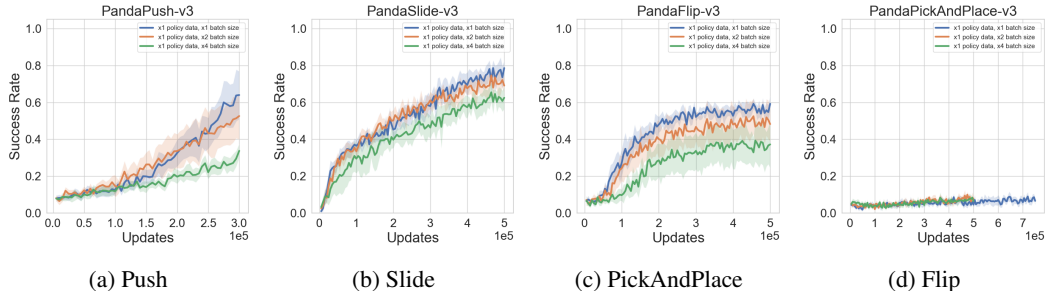 PandaPush-v3
x1 policy data, x1 batch size
x1 policy data, x2 batch size
x1 policy data, x4 batch size
1.0
0.8
0.6
0.4
0.2
0.0
Success Rate
0.0 0.5 1.0 1.5 2.0 2.5 3.0
Updates 1e5
(a) Push
PandaSlide-v3
x1 policy data, x1 batch size
x1 policy data, x2 batch size
x1 policy data, x4 batch size
1.0
0.8
0.6
0.4
0.2
0.0
Success Rate
0 1 2 3 4 5
Updates 1e5
(b) Slide
PandaFlip-v3
x1 policy data, x1 batch size
x1 policy data, x2 batch size
x1 policy data, x4 batch size
1.0
0.8
0.6
0.4
0.2
0.0
Success Rate
0 1 2 3 4 5
Updates 1e5
(c) PickAndPlace
PandaPickAndPlace-v3
x1 policy data, x1 batch size
x1 policy data, x2 batch size
x1 policy data, x4 batch size
1.0
0.8
0.6
0.4
0.2
0.0
Success Rate
0 1 2 3 4 5 6 7
Updates 1e5
(d) Flip